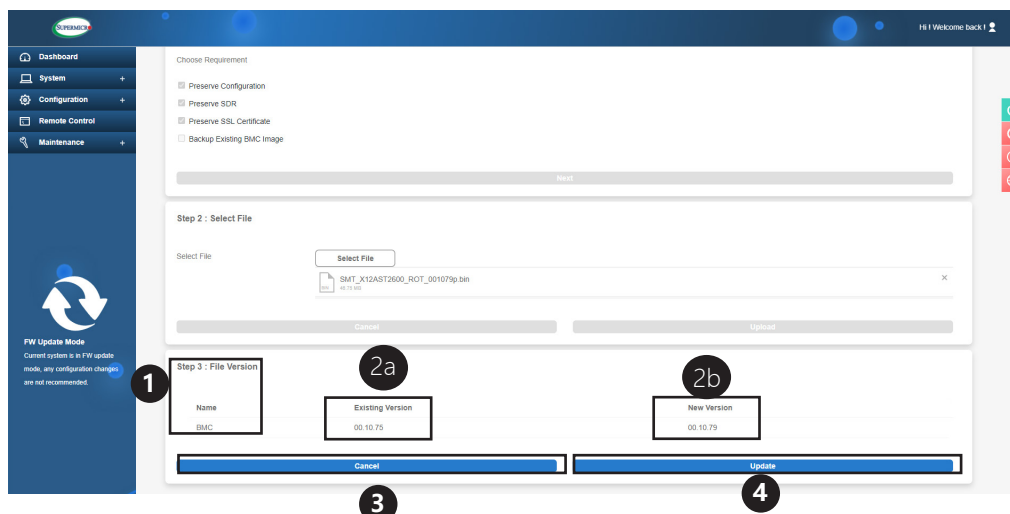 SUPERMICR
Hi ! Welcome back !
Dashboard
System +
Configuration +
Remote Control
Maintenance +
FW Update Mode
Current system is in FW update
mode, any configuration changes
are not recommended.
Choose Requirement
Preserve Configuration
Preserve SDR
Preserve SSL Certificate
Backup Existing BMC Image
Next
Step 2 : Select File
Select File Select File
SMT_X12AST2600_ROT_001079p.bin ×
Cancel Upload
1 Step 3 : File Version 2a 2b
Name Existing Version New Version
BMC 00.10.75 00.10.79
Cancel Update
3 4